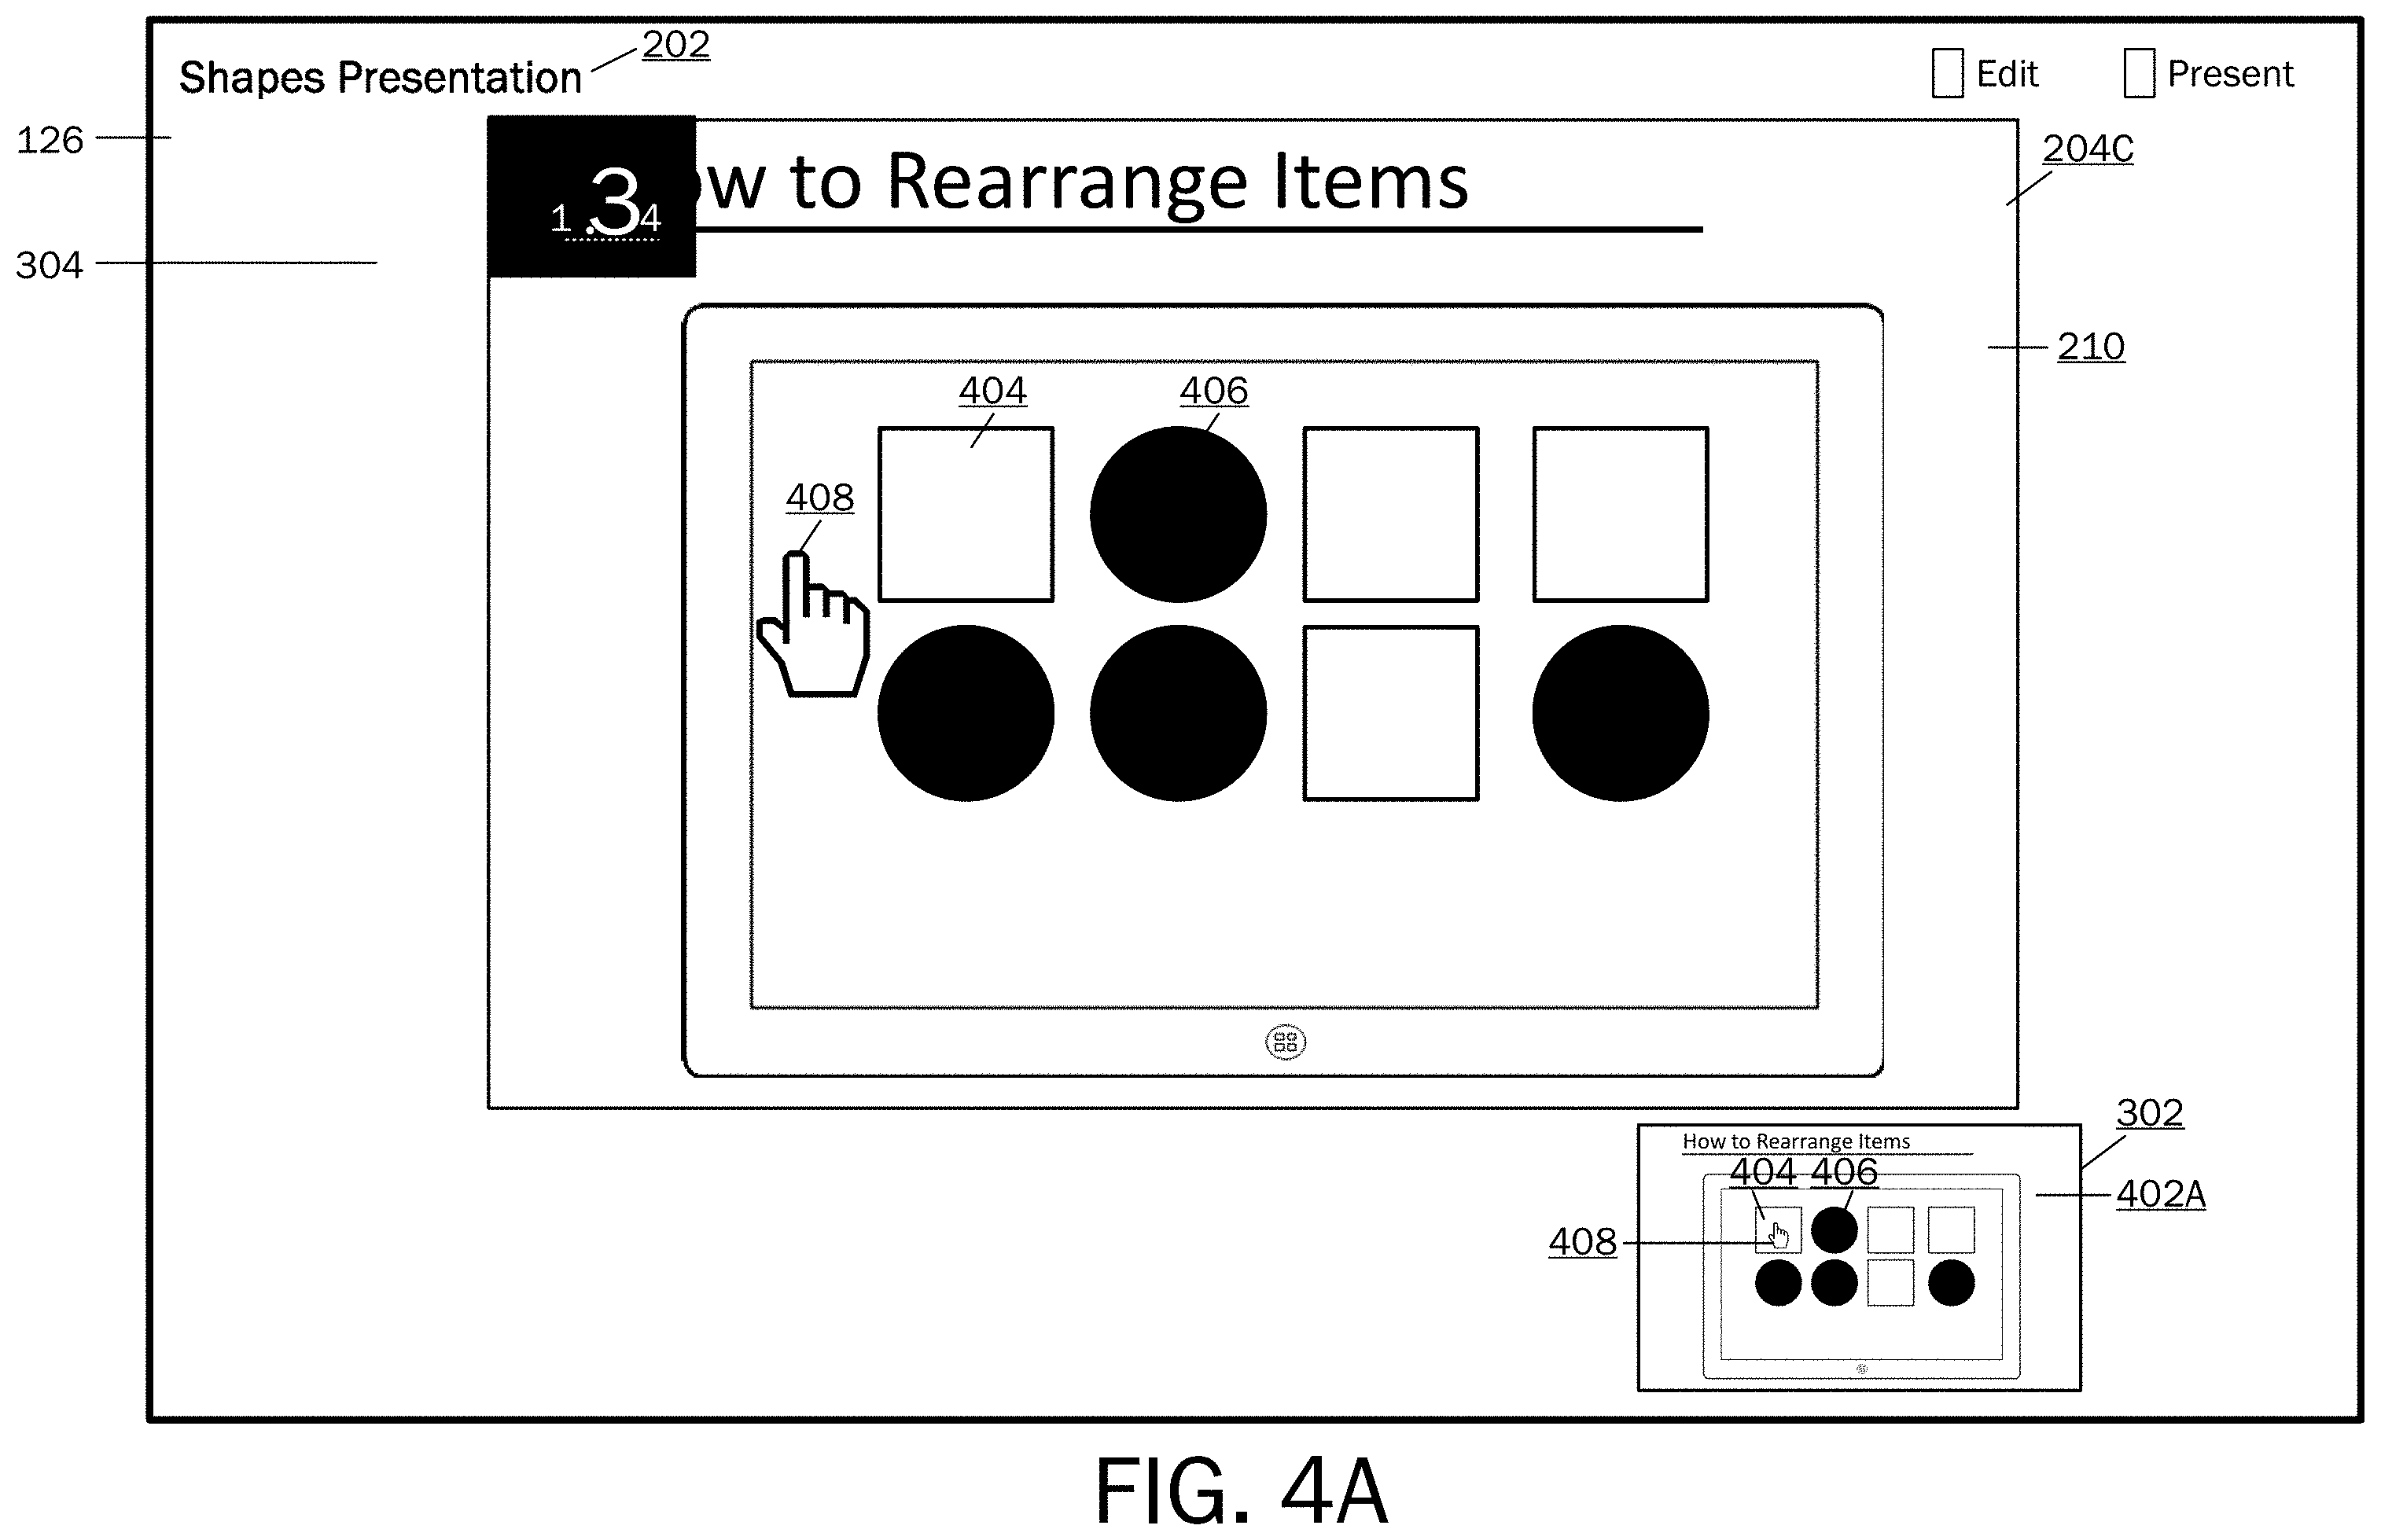 202
Shapes Presentation
Edit
Present
126
204C
ow to Rearrange Items
1 .3 4
304
210
404
406
408
302
How to Rearrange Items
404 406
402A
408
FIG. 4A